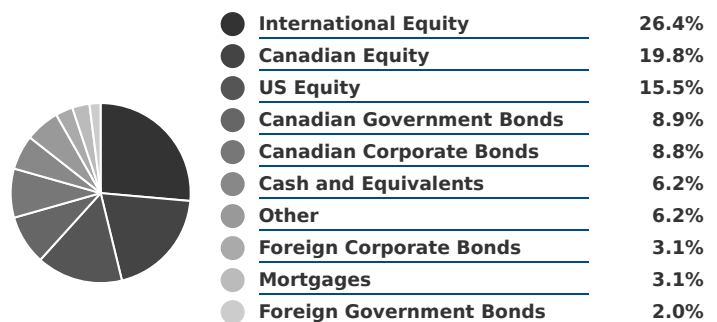 International Equity 26.4%
Canadian Equity 19.8%
US Equity 15.5%
Canadian Government Bonds 8.9%
Canadian Corporate Bonds 8.8%
Cash and Equivalents 6.2%
Other 6.2%
Foreign Corporate Bonds 3.1%
Mortgages 3.1%
Foreign Government Bonds 2.0%